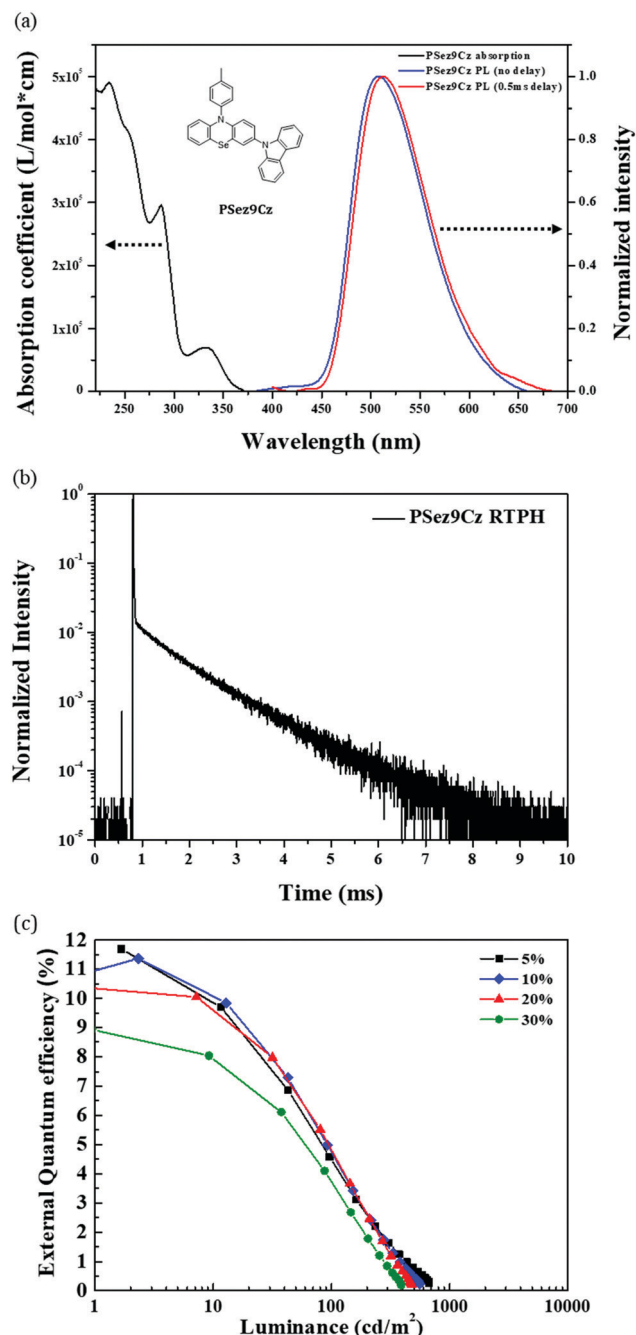 (a)
PSez9Cz absorption
PSez9Cz PL (no delay)
PSez9Cz PL (0.5ms delay)
N
N
Se
PSez9Cz
Absorption coefficient (L/mol*cm)
5x10⁵
4x10⁵
3x10⁵
2x10⁵
1x10⁵
0
1.0
0.8
0.6
0.4
0.2
0.0
Normalized intensity
250 300 350 400 450 500 550 600 650 700
Wavelength (nm)
(b)
PSez9Cz RTPH
Normalized Intensity
10⁰
10⁻¹
10⁻²
10⁻³
10⁻⁴
10⁻⁵
0 1 2 3 4 5 6 7 8 9 10
Time (ms)
(c)
External Quantum efficiency (%)
12
11
10
9
8
7
6
5
4
3
2
1
0
5%
10%
20%
30%
1 10 100 1000 10000
Luminance (cd/m²)